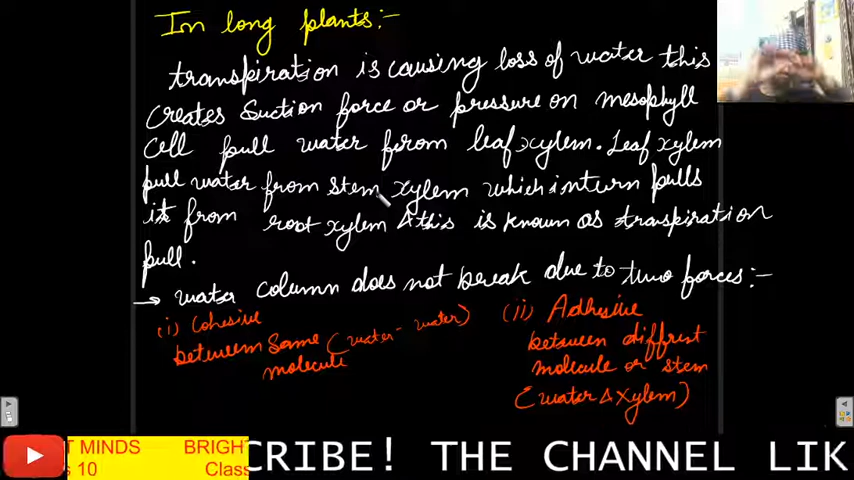 In long plants:-
transpiration is causing loss of water this
creates suction force or pressure on mesophyll
cell pull water from leaf xylem. Leaf xylem
pull water from stem xylem which inturn pulls
it from root xylem & this is known as transpiration
pull.
→ water column does not break due to two forces:-
(i) Cohesive
between same (water - water)
molecule
(ii) Adhesive
between diffrent
molecule or stem
(water & Xylem)
T MINDS BRIGHT
s 10 Class
CRIBE! THE CHANNEL LIK